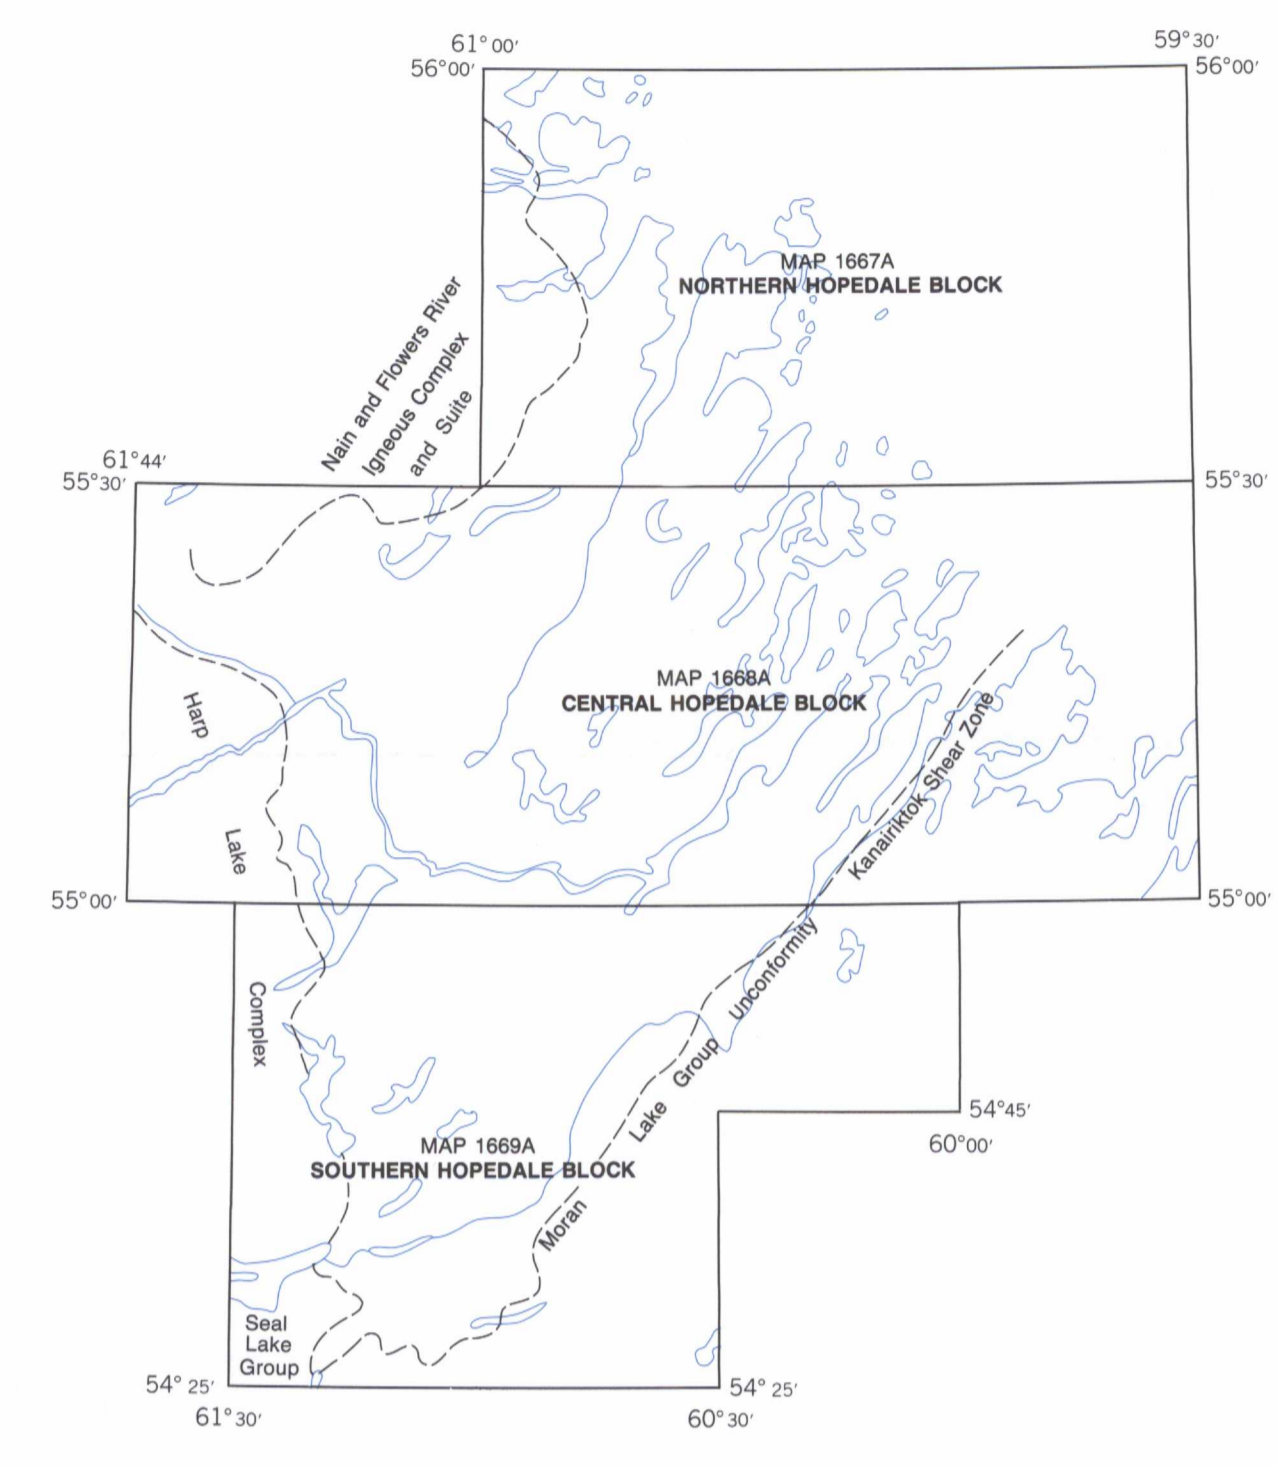 61°00′
59°30′
56°00′
56°00′
MAP 1667A
NORTHERN HOPEDALE BLOCK
Nain and Flowers River
Igneous Complex
and Suite
61°44′
55°30′
55°30′
MAP 1668A
CENTRAL HOPEDALE BLOCK
Harp
Lake
Complex
Kanairiktok Shear Zone
55°00′
55°00′
Moran Lake Group Unconformity
54°45′
60°00′
MAP 1669A
SOUTHERN HOPEDALE BLOCK
Seal
Lake
Group
54° 25′
54° 25′
61°30′
60°30′